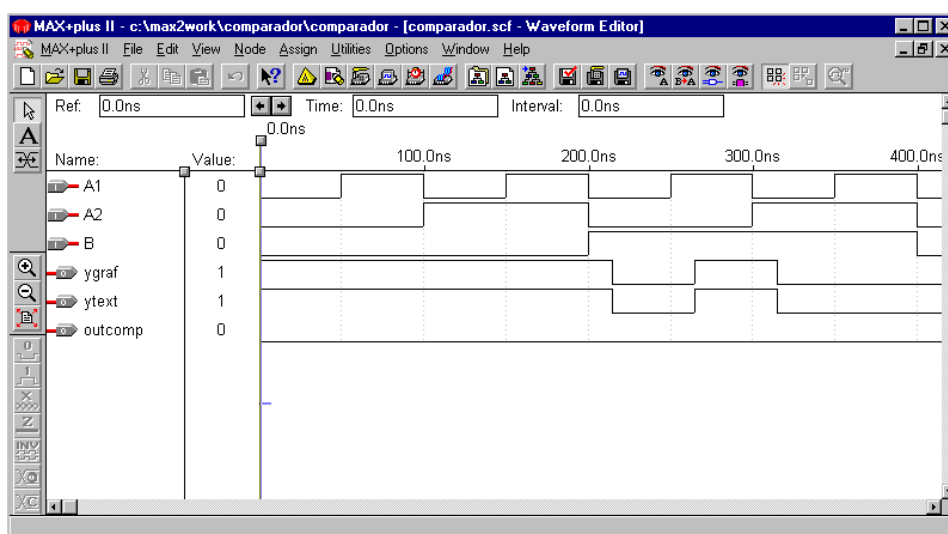 MAX+plus II - c:\max2work\comparador\comparador - [comparador.scf - Waveform Editor]
MAX+plus II File Edit View Node Assign Utilities Options Window Help
Ref: 0.0ns Time: 0.0ns Interval: 0.0ns
0.0ns
Name: Value: 100.0ns 200.0ns 300.0ns 400.0ns
A1 0
A2 0
B 0
ygraf 1
ytext 1
outcomp 0